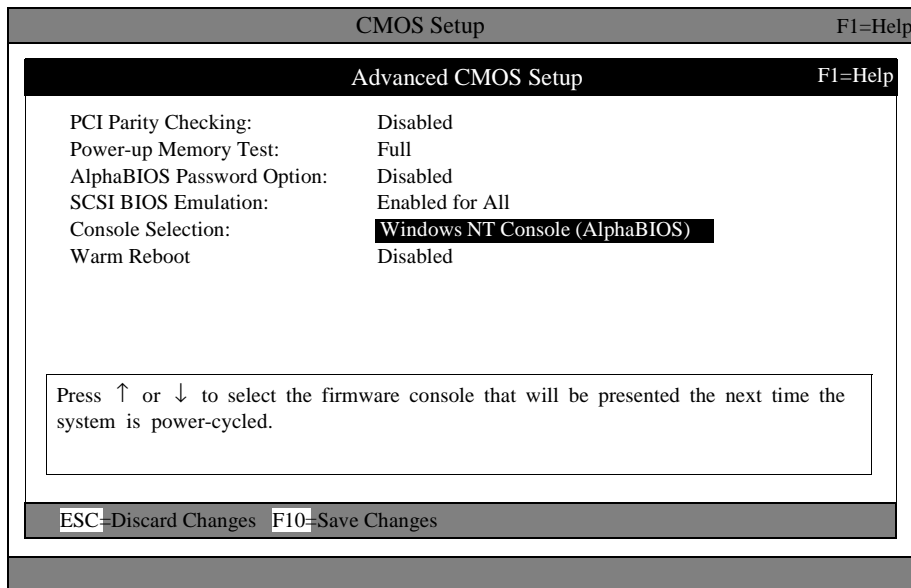 CMOS Setup F1=Help
Advanced CMOS Setup F1=Help
PCI Parity Checking: Disabled
Power-up Memory Test: Full
AlphaBIOS Password Option: Disabled
SCSI BIOS Emulation: Enabled for All
Console Selection: Windows NT Console (AlphaBIOS)
Warm Reboot Disabled
Press ↑ or ↓ to select the firmware console that will be presented the next time the
system is power-cycled.
ESC=Discard Changes F10=Save Changes